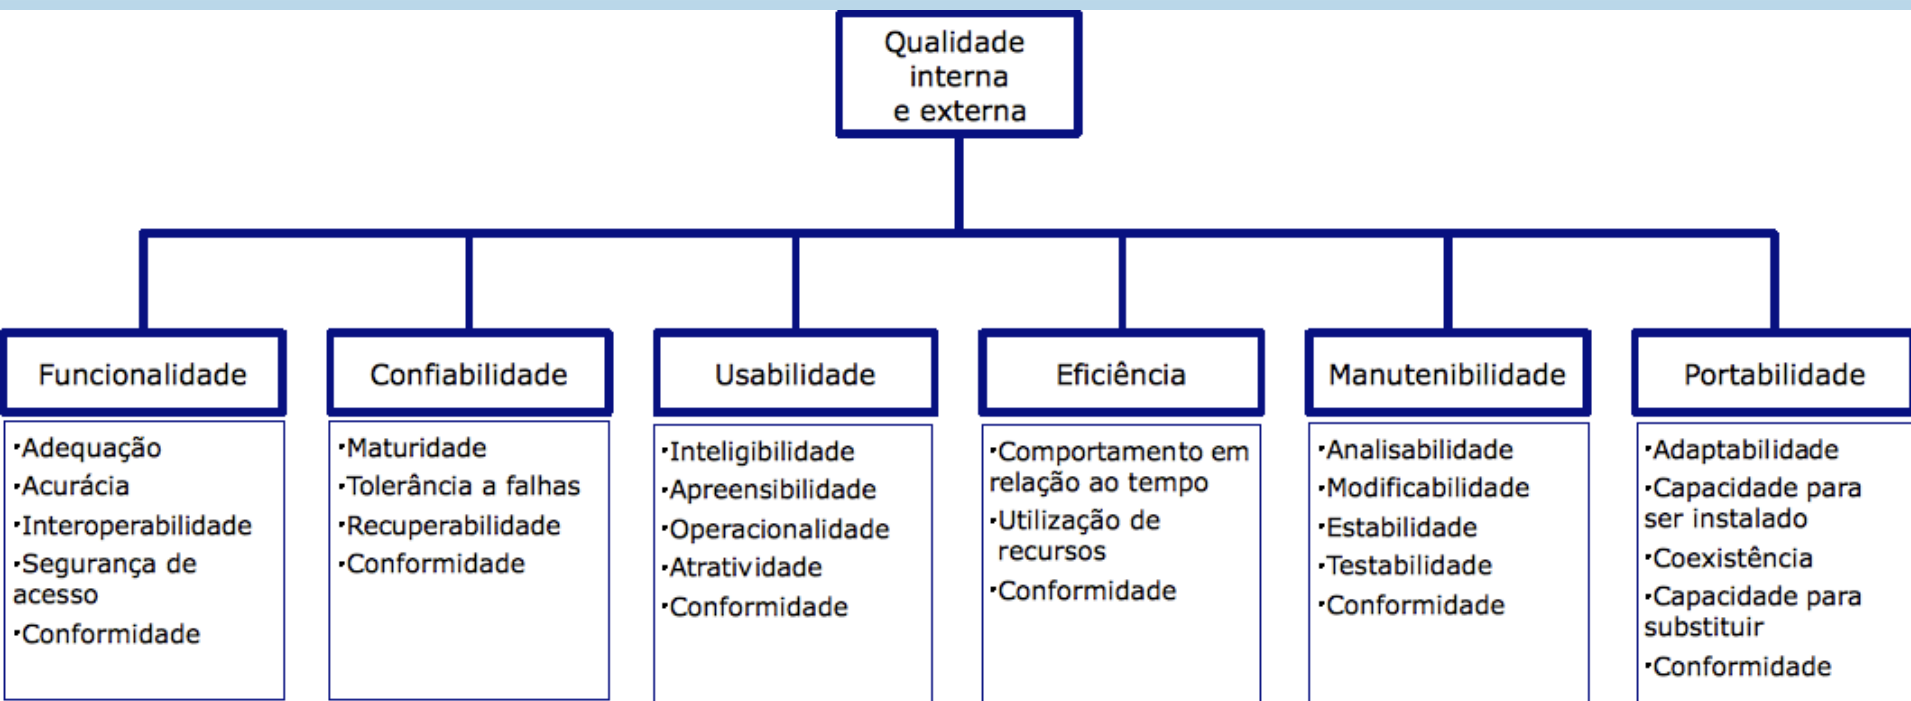 Qualidade
interna
e externa
Funcionalidade
Confiabilidade
Usabilidade
Eficiência
Manutenibilidade
Portabilidade
·Adequação
·Acurácia
·Interoperabilidade
·Segurança de
acesso
·Conformidade
·Maturidade
·Tolerância a falhas
·Recuperabilidade
·Conformidade
·Inteligibilidade
·Apreensibilidade
·Operacionalidade
·Atratividade
·Conformidade
·Comportamento em
relação ao tempo
·Utilização de
recursos
·Conformidade
·Analisabilidade
·Modificabilidade
·Estabilidade
·Testabilidade
·Conformidade
·Adaptabilidade
·Capacidade para
ser instalado
·Coexistência
·Capacidade para
substituir
·Conformidade